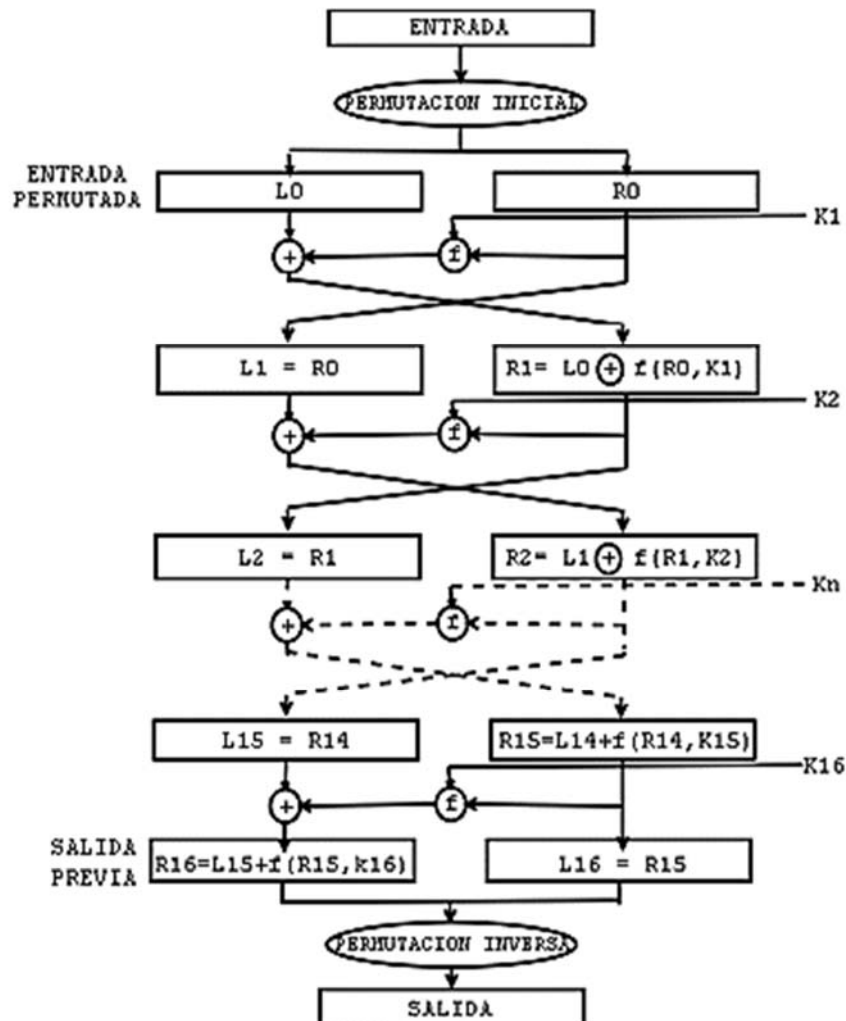 ENTRADA
PERMUTACION INICIAL
ENTRADA
PERMUTADA
L0
R0
K1
+
f
L1 = R0
R1= L0 + f(R0,K1)
K2
+
f
L2 = R1
R2= L1 + f(R1,K2)
Kn
+
f
L15 = R14
R15=L14+f(R14,K15)
K16
+
f
SALIDA
PREVIA
R16=L15+f(R15,k16)
L16 = R15
PERMUTACION INVERSA
SALIDA